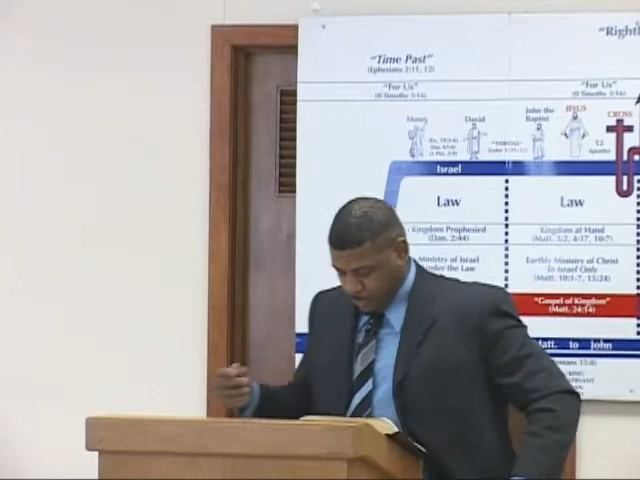 "Rightl
"Time Past"
(Ephesians 2:11, 12)
"For Us"
(II Timothy 3:16)
"For Us"
(II Timothy 3:16)
Moses
David
John the
Baptist
JESUS
CROSS
12
Israel
Law
Law
Kingdom Prophesied
(Dan. 2:44)
Kingdom at Hand
(Matt. 3:2, 4:17, 10:7)
Ministry of Israel
Under the Law
Earthly Ministry of Christ
To Israel Only
(Matt. 10:5-7, 15:24)
"Gospel of Kingdom"
(Matt. 24:14)
Matt. to John